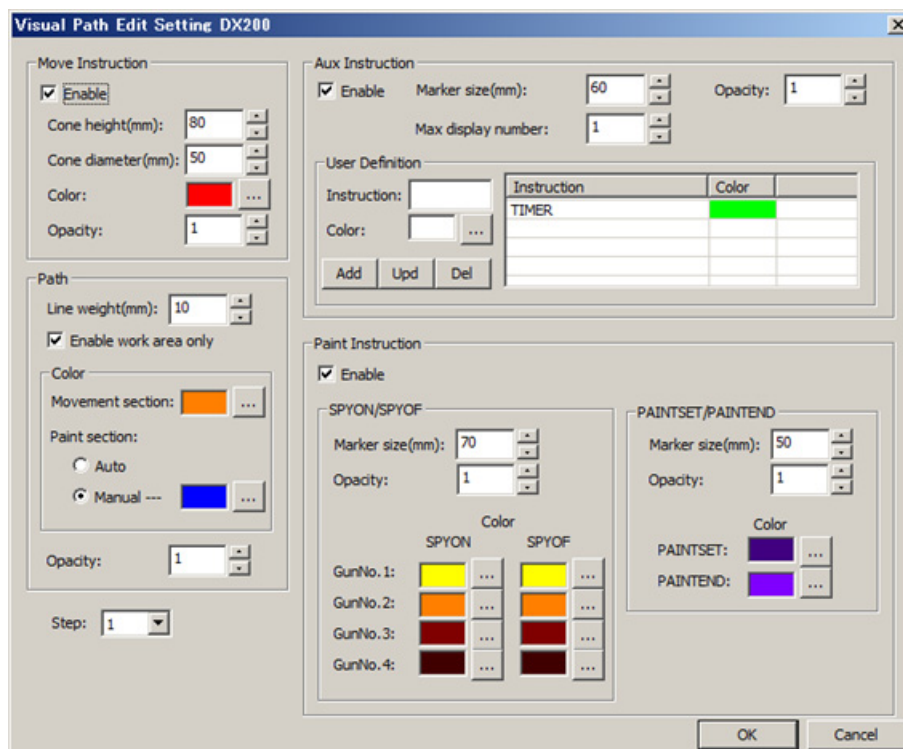 Visual Path Edit Setting DX200
Move Instruction
Enable
Cone height(mm): 80
Cone diameter(mm): 50
Color: ...
Opacity: 1
Path
Line weight(mm): 10
Enable work area only
Color
Movement section: ...
Paint section:
Auto
Manual --- ...
Opacity: 1
Step: 1
Aux Instruction
Enable Marker size(mm): 60 Opacity: 1
Max display number: 1
User Definition
Instruction:
Color: ...
Add Upd Del
Instruction Color
TIMER
Paint Instruction
Enable
SPYON/SPYOF
Marker size(mm): 70
Opacity: 1
Color
SPYON SPYOF
GunNo.1: ... ...
GunNo.2: ... ...
GunNo.3: ... ...
GunNo.4: ... ...
PAINTSET/PAINTEND
Marker size(mm): 50
Opacity: 1
Color
PAINTSET: ...
PAINTEND: ...
OK Cancel